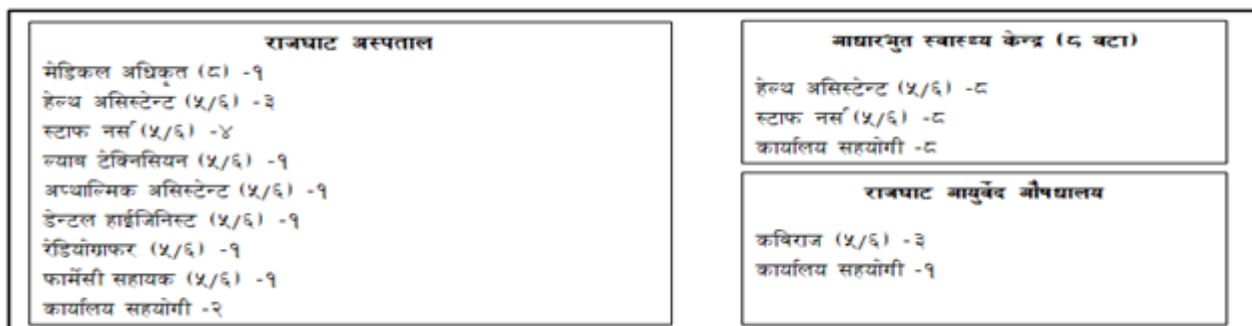 राजघाट अस्पताल
मेडिकल अधिकृत (८) -१
हेल्थ असिस्टेन्ट (५/६) -३
स्टाफ नर्स (५/६) -४
ल्याब टेक्निसियन (५/६) -१
अप्थाल्मिक असिस्टेन्ट (५/६) -१
डेन्टल हाईजिनिस्ट (५/६) -१
रेडियोग्राफर (५/६) -१
फार्मेसी सहायक (५/६) -१
कार्यालय सहयोगी -२
आधारभुत स्वास्थ्य केन्द्र (८ वटा)
हेल्थ असिस्टेन्ट (५/६) -८
स्टाफ नर्स (५/६) -८
कार्यालय सहयोगी -८
राजघाट आयुर्बेद औषधालय
कविराज (५/६) -३
कार्यालय सहयोगी -१